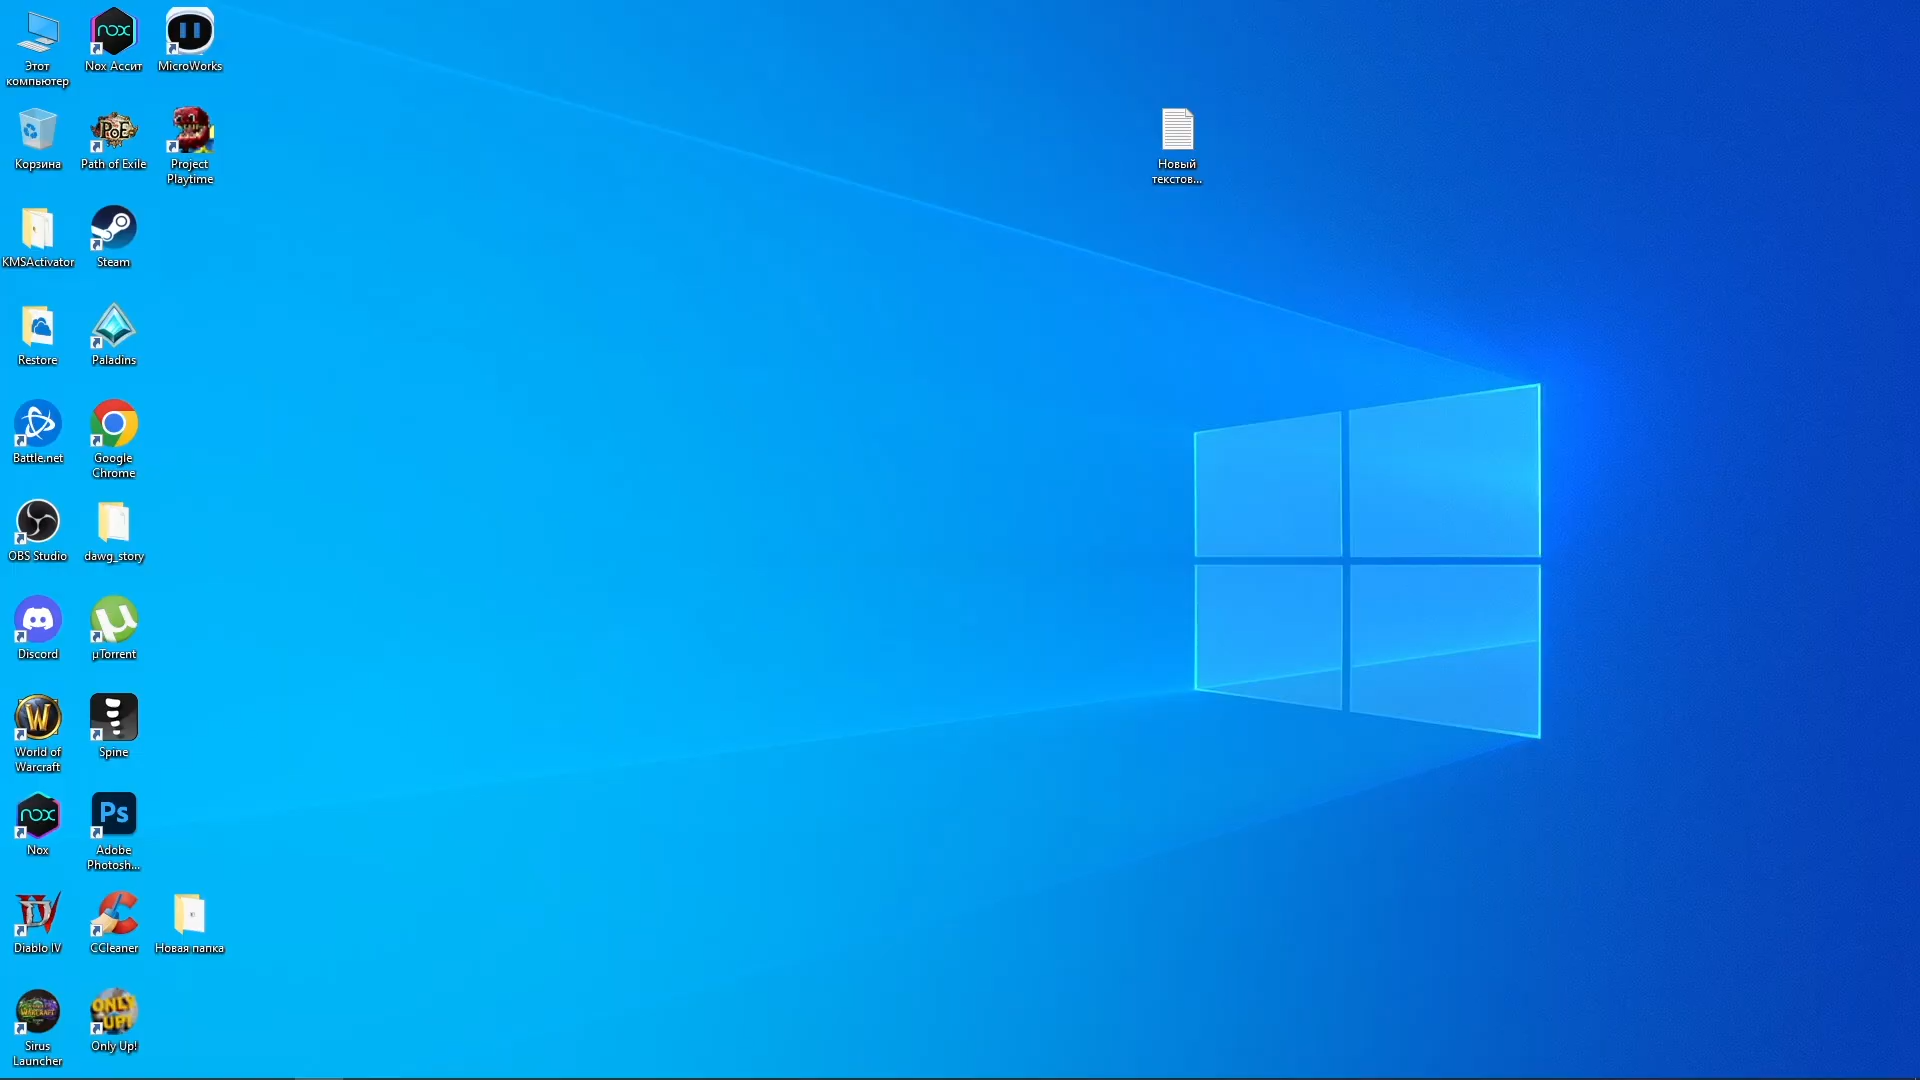 Этот
компьютер
Nox Ассит
MicroWorks
Корзина
Path of Exile
Project
Playtime
Новый
текстов...
KMSActivator
Steam
Restore
Paladins
Battle.net
Google
Chrome
OBS Studio
dawg_story
Discord
µTorrent
World of
Warcraft
Spine
Nox
Adobe
Photosh...
Diablo IV
CCleaner
Новая папка
Sirus
Launcher
Only Up!